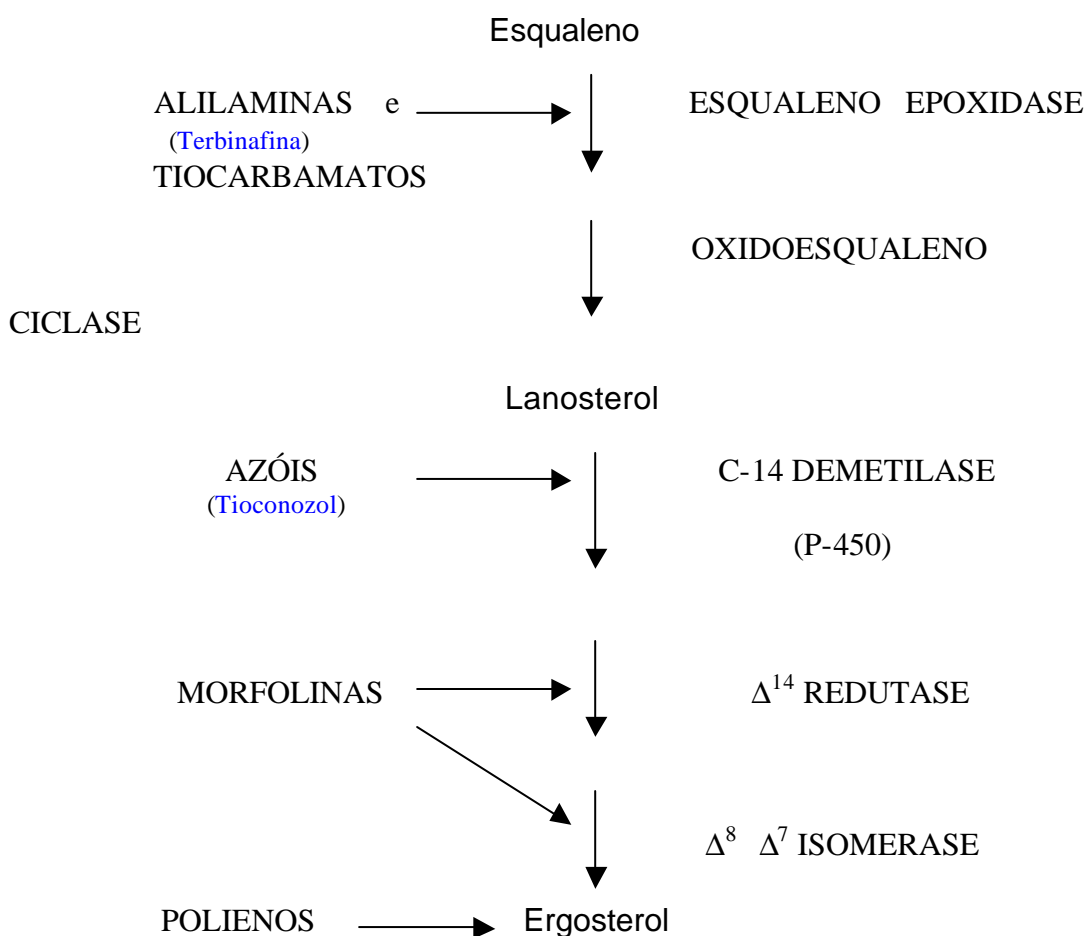 Esqualeno
ALILAMINAS e ESQUALENO EPOXIDASE
(Terbinafina)
TIOCARBAMATOS
OXIDOESQUALENO
CICLASE
Lanosterol
AZÓIS C-14 DEMETILASE
(Tioconozol)
(P-450)
MORFOLINAS Δ14 REDUTASE
Δ8 Δ7 ISOMERASE
POLIENOS Ergosterol